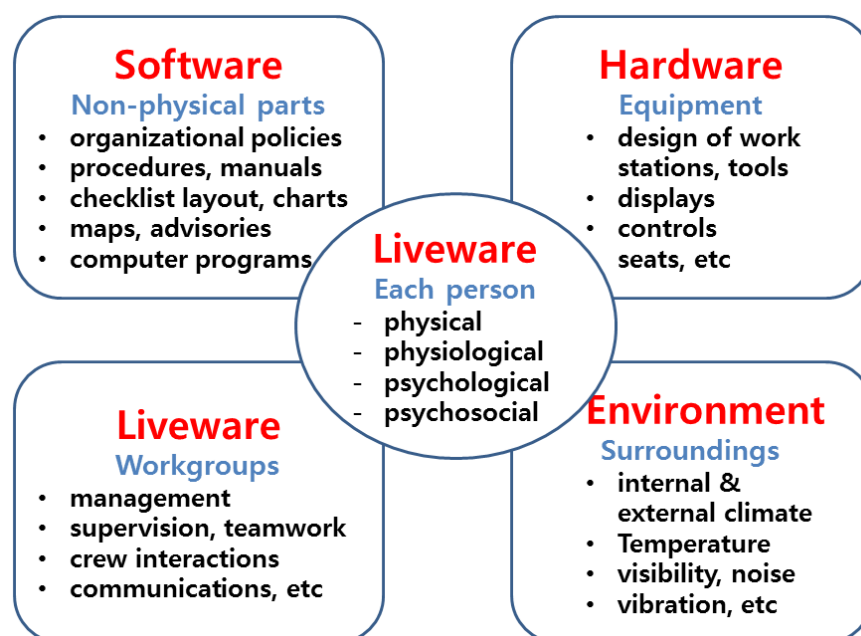 Software
Non-physical parts
• organizational policies
• procedures, manuals
• checklist layout, charts
• maps, advisories
• computer programs
Hardware
Equipment
• design of work
stations, tools
• displays
• controls
seats, etc
Liveware
Each person
- physical
- physiological
- psychological
- psychosocial
Liveware
Workgroups
• management
• supervision, teamwork
• crew interactions
• communications, etc
Environment
Surroundings
• internal &
external climate
• Temperature
• visibility, noise
• vibration, etc